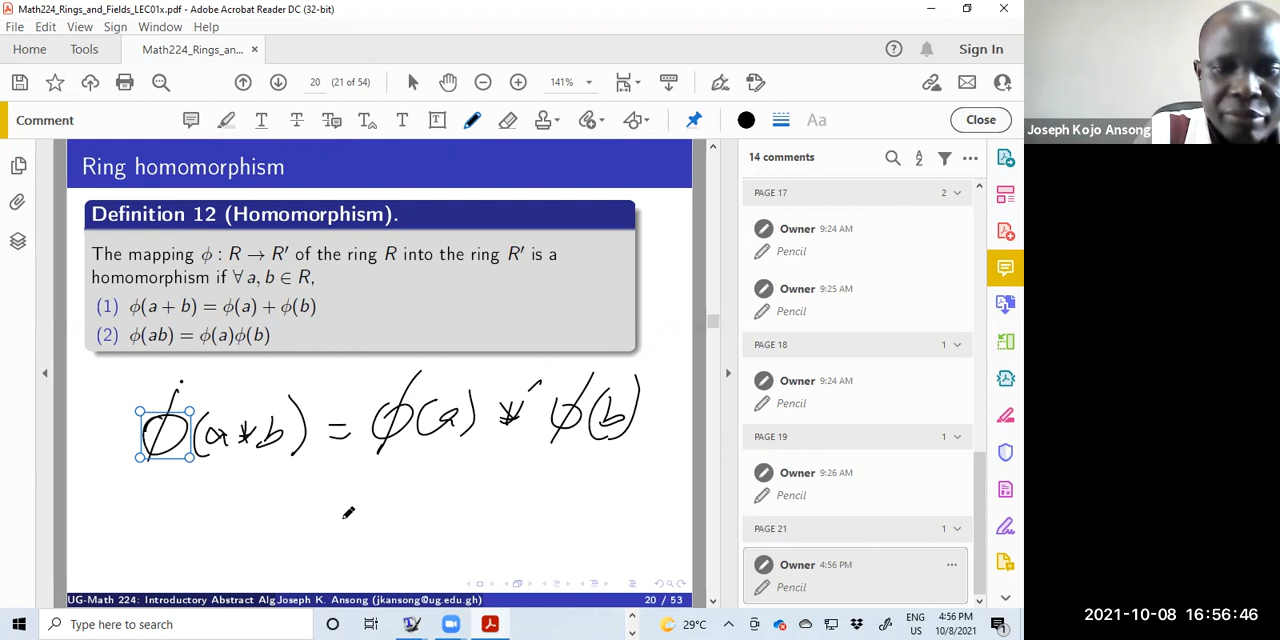 Math224_Rings_and_Fields_LEC01x.pdf - Adobe Acrobat Reader DC (32-bit)
File Edit View Sign Window Help
Home Tools Math224_Rings_an... × Sign In
20 (21 of 54) 141%
Comment Aa Close
Joseph Kojo Ansong
Ring homomorphism
Definition 12 (Homomorphism).
The mapping ϕ : R → R′ of the ring R into the ring R′ is a
homomorphism if ∀ a, b ∈ R,
(1) ϕ(a + b) = ϕ(a) + ϕ(b)
(2) ϕ(ab) = ϕ(a)ϕ(b)
ϕ(a * b) = ϕ(a) *′ ϕ(b)
UG-Math 224: Introductory Abstract AlgJoseph K. Ansong (jkansong@ug.edu.gh) 20 / 53
14 comments
PAGE 17 2
Owner 9:24 AM
Pencil
Owner 9:25 AM
Pencil
PAGE 18 1
Owner 9:24 AM
Pencil
PAGE 19 1
Owner 9:26 AM
Pencil
PAGE 21 1
Owner 4:56 PM
Pencil
Type here to search
29°C
ENG
US
4:56 PM
10/8/2021
2021-10-08 16:56:46